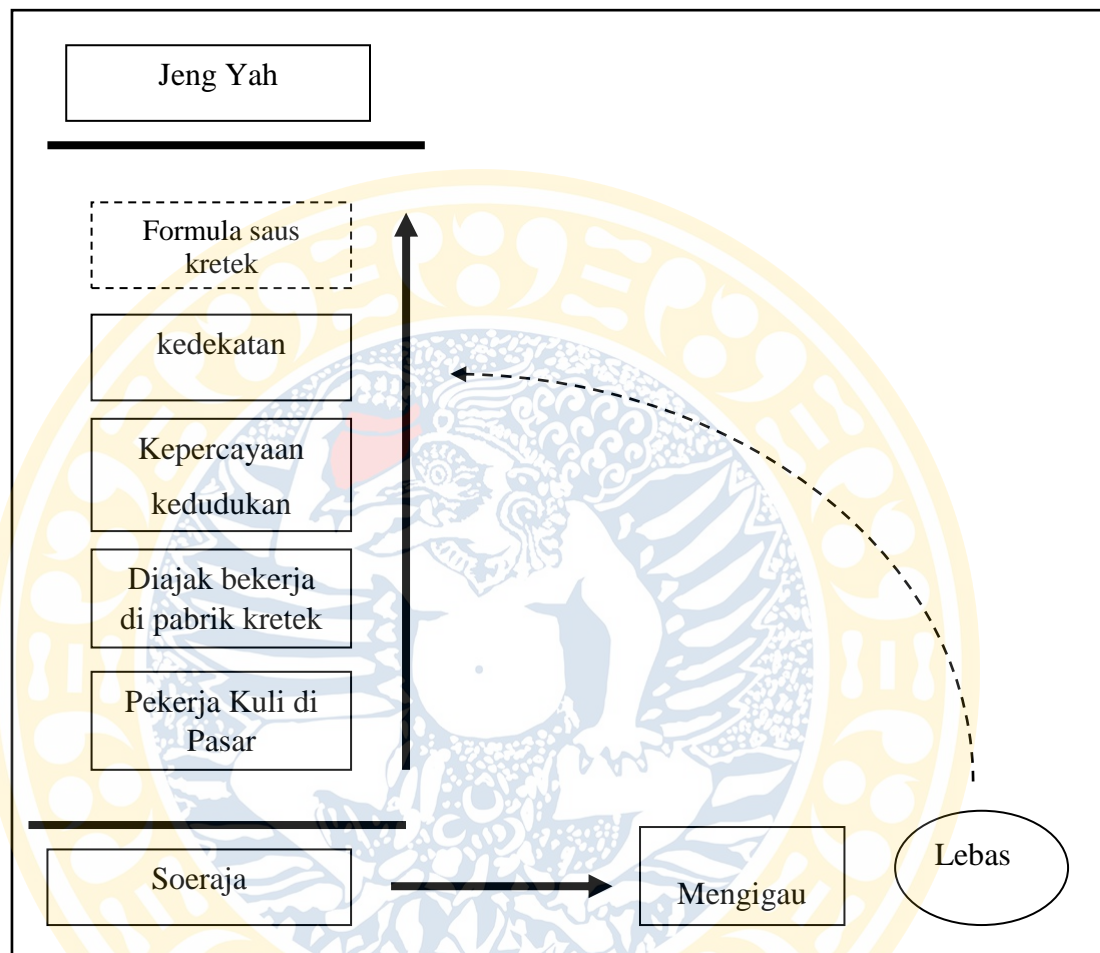 Jeng Yah
Formula saus
kretek
kedekatan
Kepercayaan
kedudukan
Diajak bekerja
di pabrik kretek
Pekerja Kuli di
Pasar
Soeraja
Mengigau
Lebas